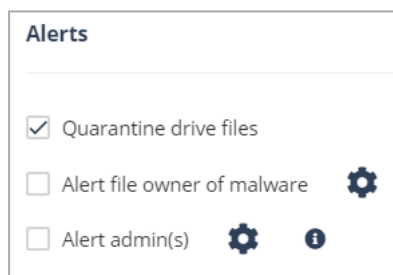 Alerts
Quarantine drive files
Alert file owner of malware
Alert admin(s)